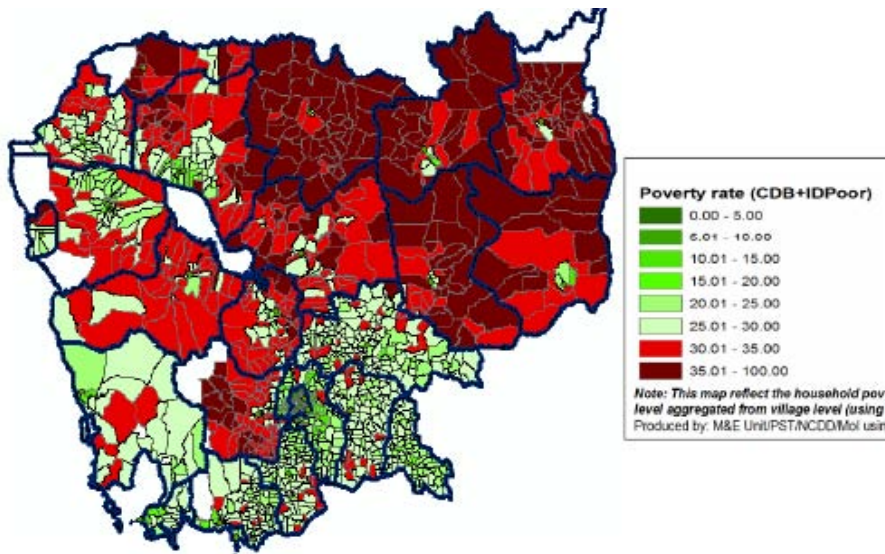 Poverty rate (CDB+IDPoor)
0.00 - 5.00
5.01 - 10.00
10.01 - 15.00
15.01 - 20.00
20.01 - 25.00
25.01 - 30.00
30.01 - 35.00
35.01 - 100.00
Note: This map reflect the household pov
level aggregated from village level (using
Produced by: M&E Unit/PST/NCDD/MoI usin